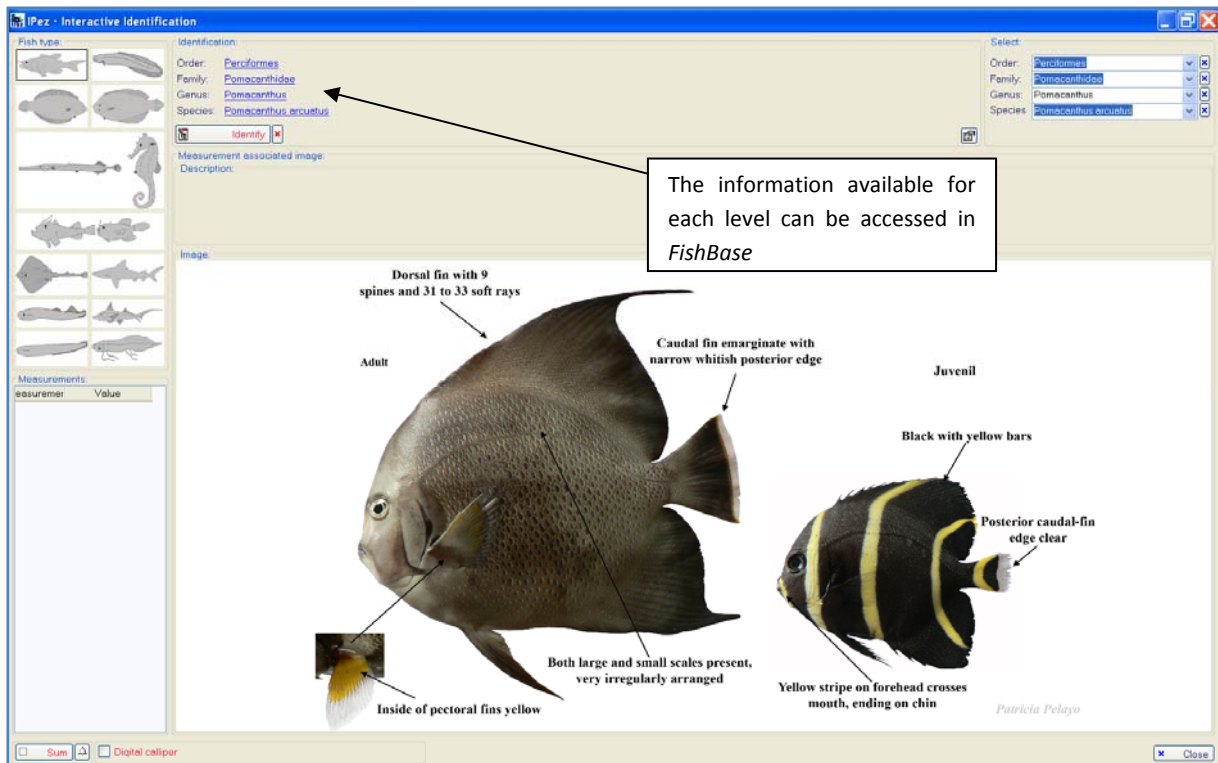 IPez - Interactive Identification
Fish type:
Identification:
Order: Perciformes
Family: Pomacanthidae
Genus: Pomacanthus
Species: Pomacanthus arcuatus
Identify
Select
Order: Perciformes
Family: Pomacanthidae
Genus: Pomacanthus
Species Pomacanthus arcuatus
Measurement associated image:
Description:
The information available for
each level can be accessed in
FishBase
Image:
Dorsal fin with 9
spines and 31 to 33 soft rays
Adult
Caudal fin emarginate with
narrow whitish posterior edge
Juvenil
Black with yellow bars
Posterior caudal-fin
edge clear
Both large and small scales present,
very irregularly arranged
Inside of pectoral fins yellow
Yellow stripe on forehead crosses
mouth, ending on chin
Patricia Pelayo
Measurements:
easuremer Value
Sum
Digital calliper
Close